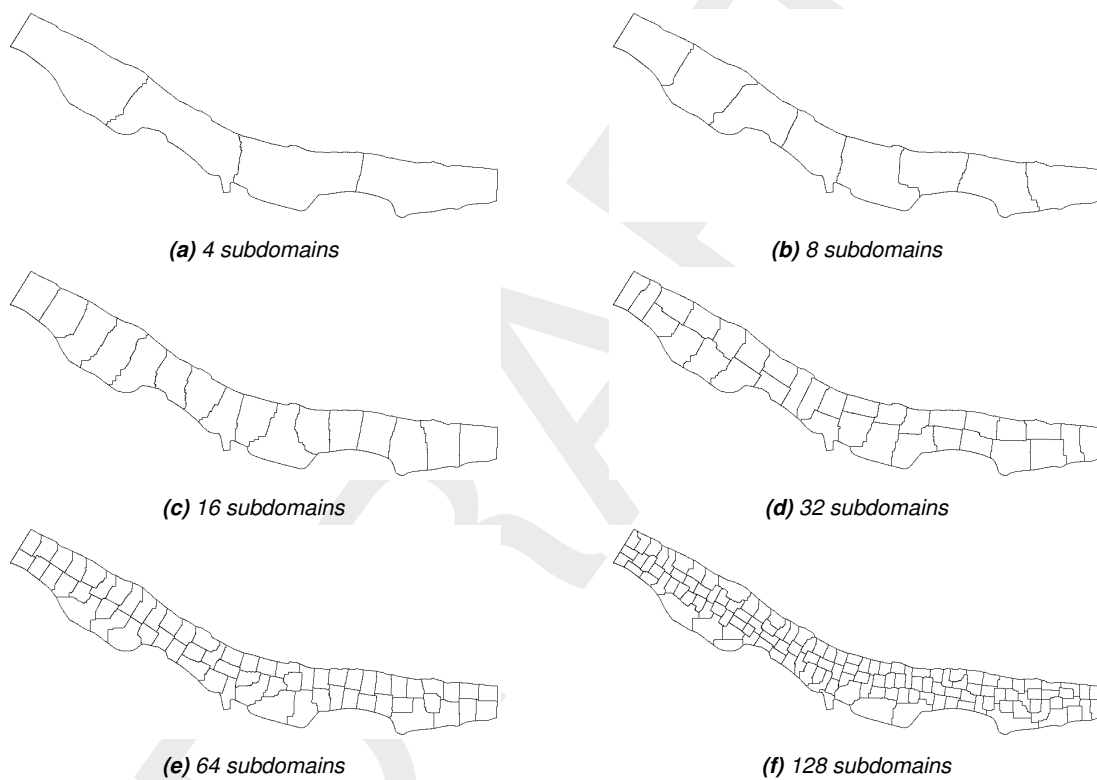 (a) 4 subdomains
(b) 8 subdomains
(c) 16 subdomains
(d) 32 subdomains
(e) 64 subdomains
(f) 128 subdomains